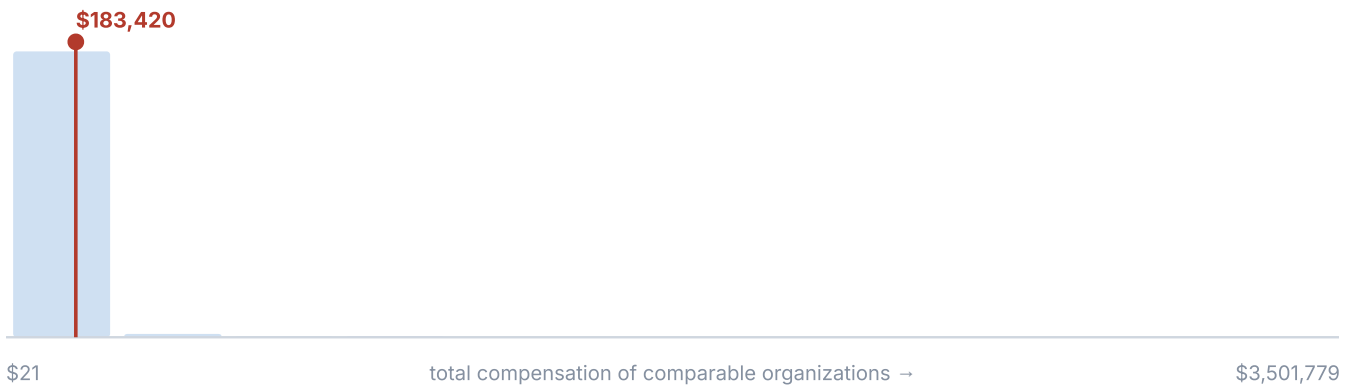 $183,420
$21 total compensation of comparable organizations → $3,501,779